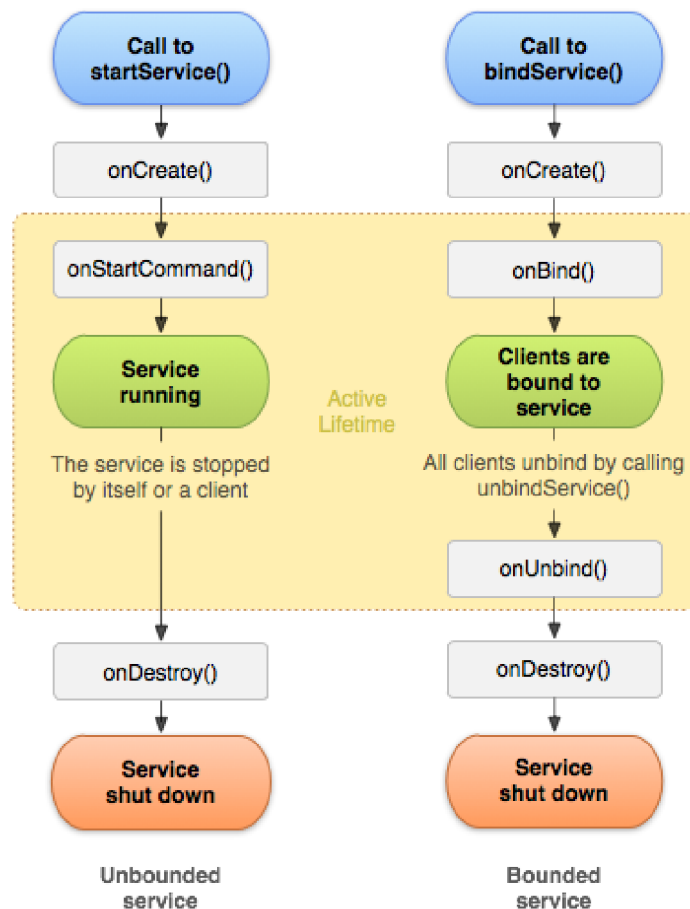 Call to
startService()
onCreate()
onStartCommand()
Service
running
The service is stopped
by itself or a client
onDestroy()
Service
shut down
Unbounded
service
Active
Lifetime
Call to
bindService()
onCreate()
onBind()
Clients are
bound to
service
All clients unbind by calling
unbindService()
onUnbind()
onDestroy()
Service
shut down
Bounded
service